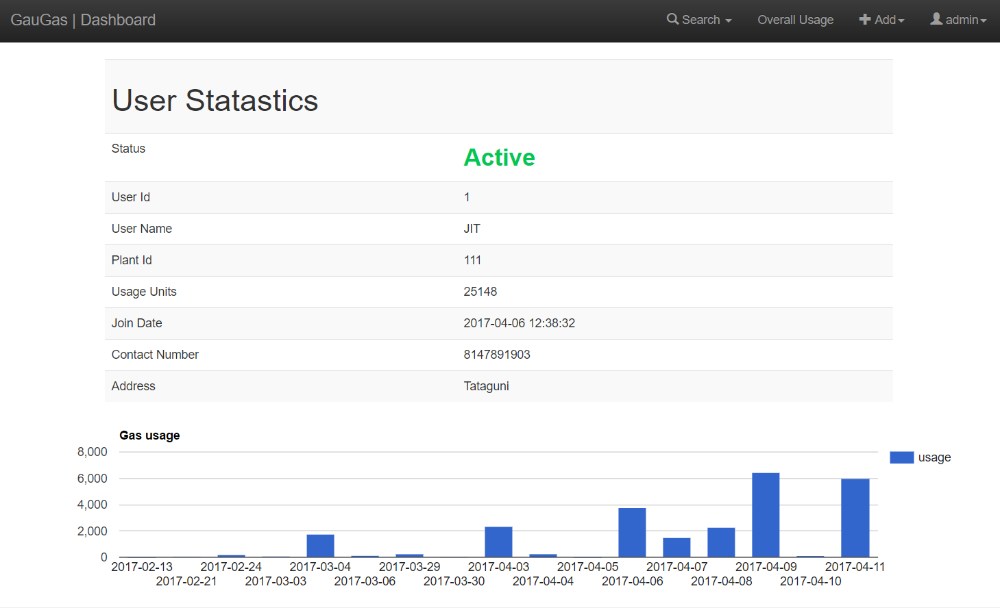 GauGas | Dashboard Search Overall Usage Add admin
User Statastics
Status Active
User Id 1
User Name JIT
Plant Id 111
Usage Units 25148
Join Date 2017-04-06 12:38:32
Contact Number 8147891903
Address Tataguni
Gas usage
8,000
usage
6,000
4,000
2,000
0
2017-02-13 2017-02-24 2017-03-04 2017-03-29 2017-04-03 2017-04-05 2017-04-07 2017-04-09 2017-04-11
2017-02-21 2017-03-03 2017-03-06 2017-03-30 2017-04-04 2017-04-06 2017-04-08 2017-04-10